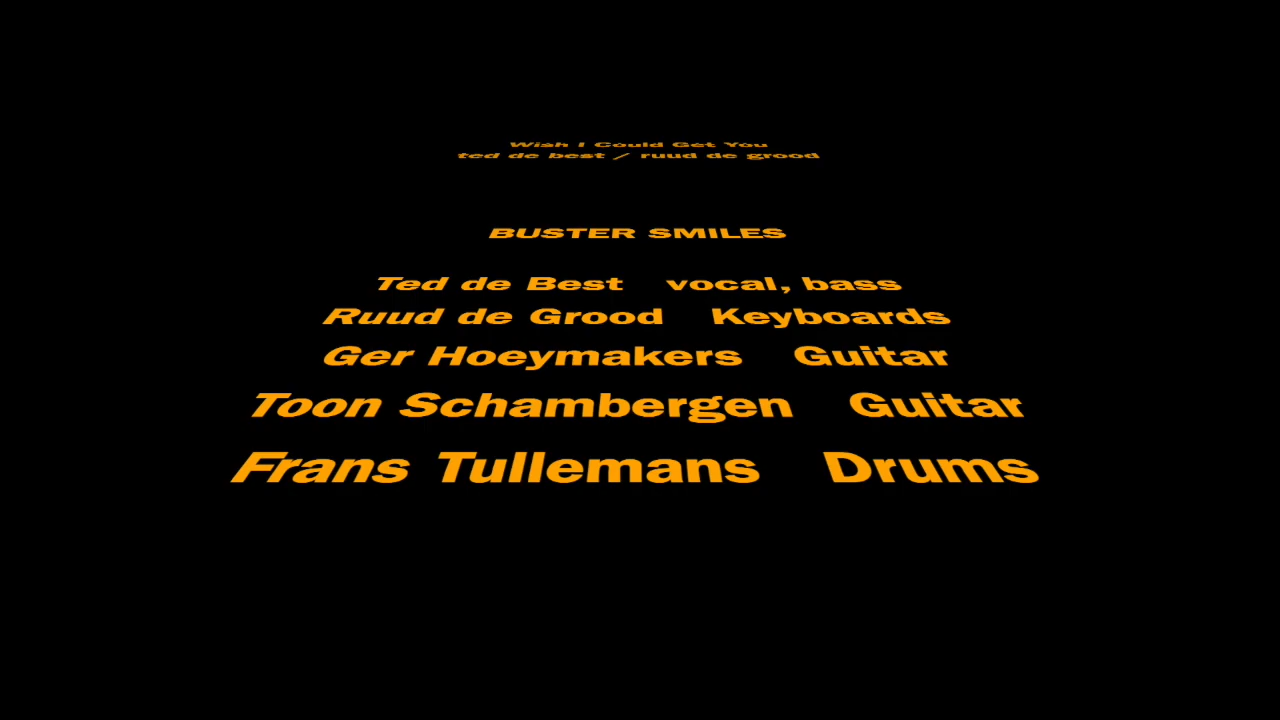 Wish I Could Get You
ted de best / ruud de grood
BUSTER SMILES
Ted de Best vocal, bass
Ruud de Grood Keyboards
Ger Hoeymakers Guitar
Toon Schambergen Guitar
Frans Tullemans Drums